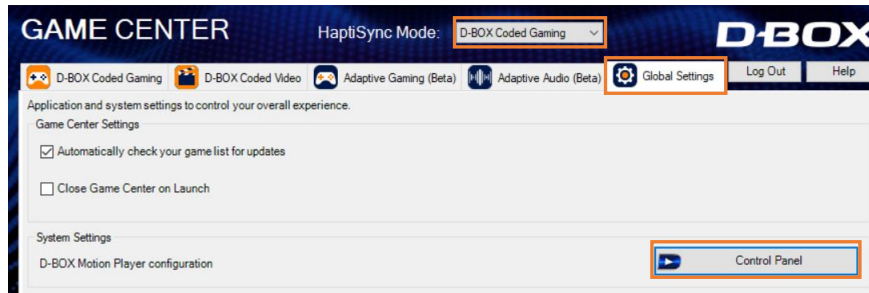 GAME CENTER HaptiSync Mode: D-BOX Coded Gaming D-BOX
D-BOX Coded Gaming D-BOX Coded Video Adaptive Gaming (Beta) Adaptive Audio (Beta) Global Settings Log Out Help
Application and system settings to control your overall experience.
Game Center Settings
Automatically check your game list for updates
Close Game Center on Launch
System Settings
D-BOX Motion Player configuration Control Panel